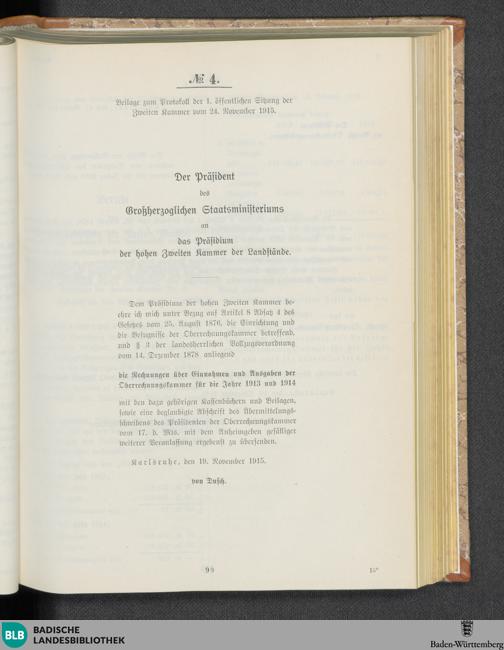 № 4.
Beilage zum Protokoll der 1. öffentlichen Sitzung der
Zweiten Kammer vom 24. November 1915.
Der Präsident
des
Großherzoglichen Staatsministeriums
an
das Präsidium
der hohen Zweiten Kammer der Landstände.
Dem Präsidium der hohen Zweiten Kammer be-
ehre ich mich unter Bezug auf Artikel 8 Absatz 4 des
Gesetzes vom 25. August 1876, die Einrichtung und
die Befugnisse der Oberrechnungskammer betreffend,
und § 3 der landesherrlichen Vollzugsverordnung
vom 14. Dezember 1878 anliegend
die Rechnungen über Einnahmen und Ausgaben der
Oberrechnungskammer für die Jahre 1913 und 1914
mit den dazu gehörigen Kassenbüchern und Beilagen,
sowie eine beglaubigte Abschrift des Übermittelungs-
schreibens des Präsidenten der Oberrechnungskammer
vom 17. d. Mts. mit dem Anheimgeben gefälliger
weiterer Veranlassung ergebenst zu übersenden.
Karlsruhe, den 19. November 1915.
von Dusch.
99
15*
BLB BADISCHE
LANDESBIBLIOTHEK
Baden-Württemberg